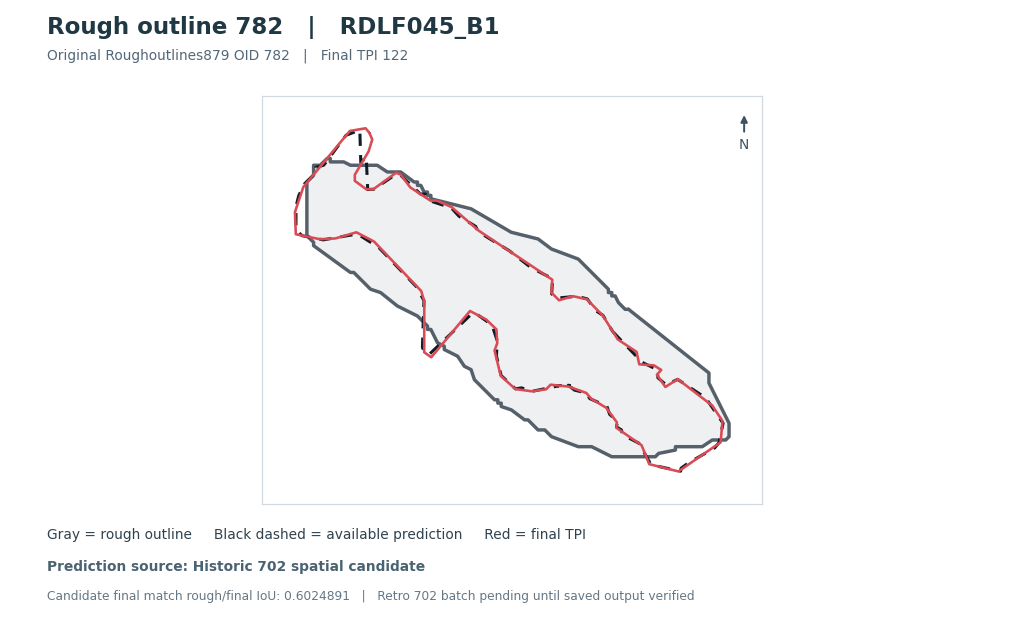 Rough outline 782 | RDLF045_B1
Original Roughoutlines879 OID 782 | Final TPI 122
N
Gray = rough outline Black dashed = available prediction Red = final TPI
Prediction source: Historic 702 spatial candidate
Candidate final match rough/final IoU: 0.6024891 | Retro 702 batch pending until saved output verified